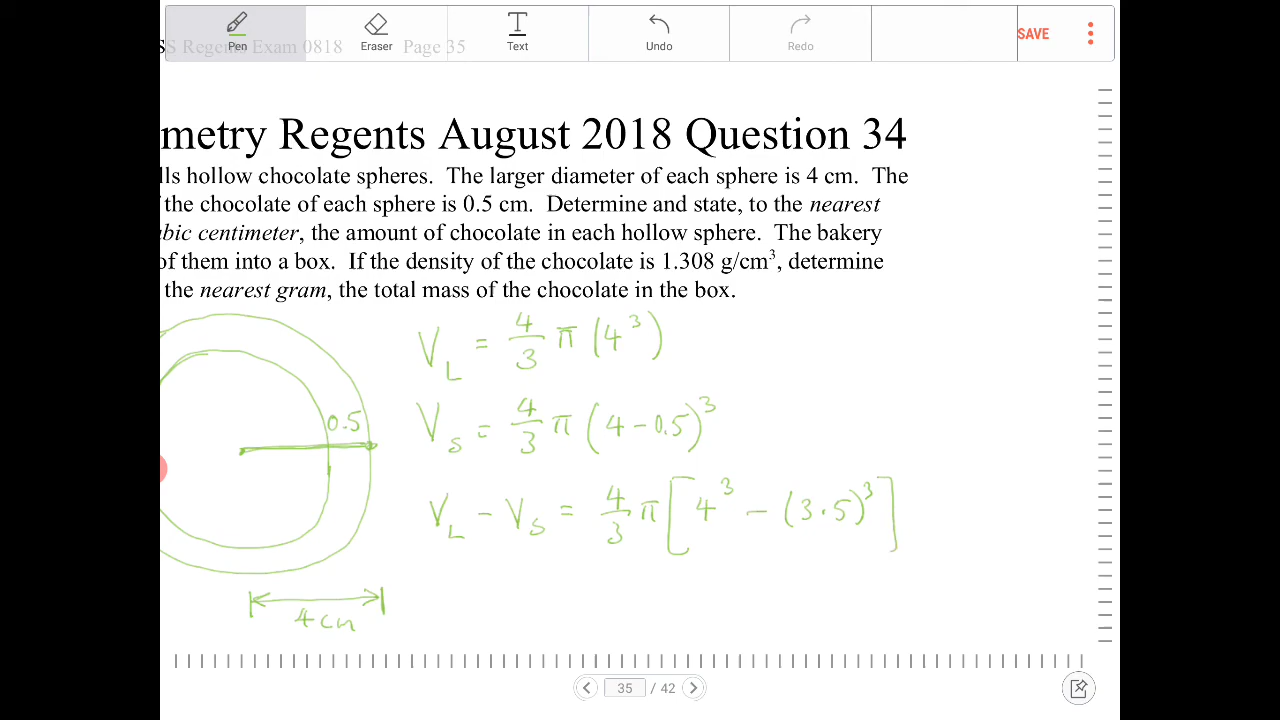 Pen
Eraser
Text
Undo
Redo
SAVE
S Regents Exam 0818 Page 35
metry Regents August 2018 Question 34
lls hollow chocolate spheres. The larger diameter of each sphere is 4 cm. The
f the chocolate of each sphere is 0.5 cm. Determine and state, to the nearest
bic centimeter, the amount of chocolate in each hollow sphere. The bakery
of them into a box. If the density of the chocolate is 1.308 g/cm³, determine
the nearest gram, the total mass of the chocolate in the box.
V_L = 4/3 π (4³)
0.5
V_S = 4/3 π (4 - 0.5)³
V_L - V_S = 4/3 π [4³ - (3.5)³]
4 cm
35 / 42